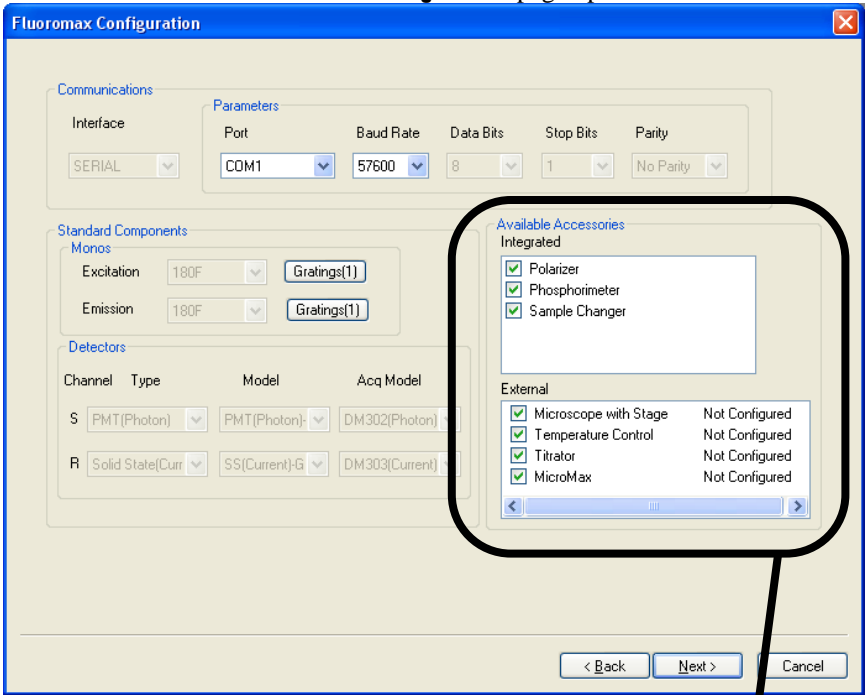 Fluoromax Configuration
Communications
Parameters
Interface
Port Baud Rate Data Bits Stop Bits Parity
SERIAL COM1 57600 8 1 No Parity
Standard Components
Monos
Excitation 180F Gratings(1)
Emission 180F Gratings(1)
Detectors
Channel Type Model Acq Model
S PMT(Photon) PMT(Photon)- DM302(Photon)
R Solid State(Curr SS(Current)-G DM303(Current)
Available Accessories
Integrated
Polarizer
Phosphorimeter
Sample Changer
External
Microscope with Stage Not Configured
Temperature Control Not Configured
Titrator Not Configured
MicroMax Not Configured
< Back Next > Cancel